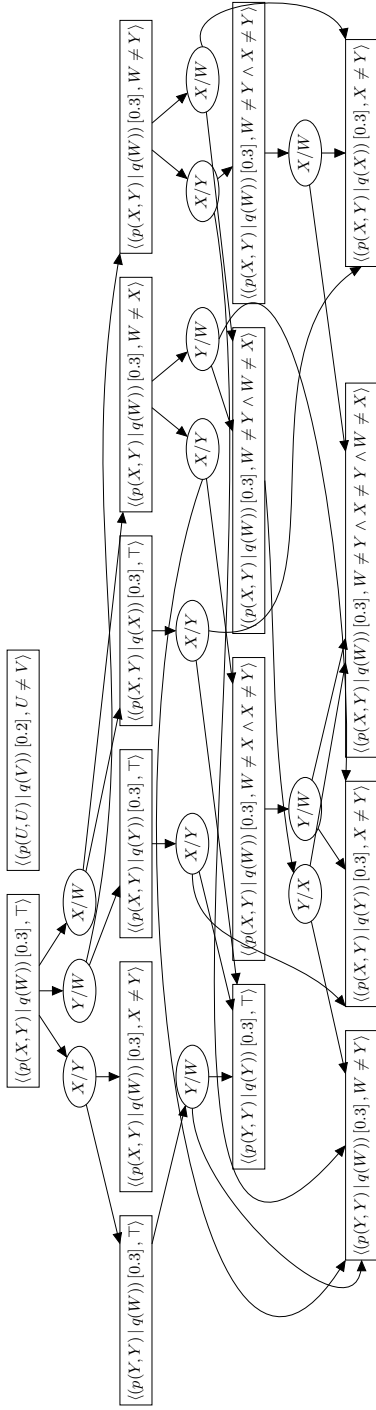 ⟨(p(X,Y) | q(W)) [0.3], ⊤⟩
⟨(p(U,U) | q(V)) [0.2], U ≠ V⟩
X/Y
Y/W
X/W
⟨(p(Y,Y) | q(W)) [0.3], ⊤⟩
⟨(p(X,Y) | q(W)) [0.3], X ≠ Y⟩
⟨(p(X,Y) | q(Y)) [0.3], ⊤⟩
⟨(p(X,Y) | q(X)) [0.3], ⊤⟩
⟨(p(X,Y) | q(W)) [0.3], W ≠ X⟩
⟨(p(X,Y) | q(W)) [0.3], W ≠ Y⟩
Y/W
X/Y
X/Y
X/Y
Y/W
X/Y
X/W
⟨(p(Y,Y) | q(Y)) [0.3], ⊤⟩
⟨(p(X,Y) | q(W)) [0.3], W ≠ X ∧ X ≠ Y⟩
⟨(p(X,Y) | q(W)) [0.3], W ≠ Y ∧ W ≠ X⟩
⟨(p(X,Y) | q(W)) [0.3], W ≠ Y ∧ X ≠ Y⟩
Y/X
Y/W
X/W
⟨(p(Y,Y) | q(W)) [0.3], W ≠ Y⟩
⟨(p(X,Y) | q(Y)) [0.3], X ≠ Y⟩
⟨(p(X,Y) | q(W)) [0.3], W ≠ Y ∧ X ≠ Y ∧ W ≠ X⟩
⟨(p(X,Y) | q(X)) [0.3], X ≠ Y⟩